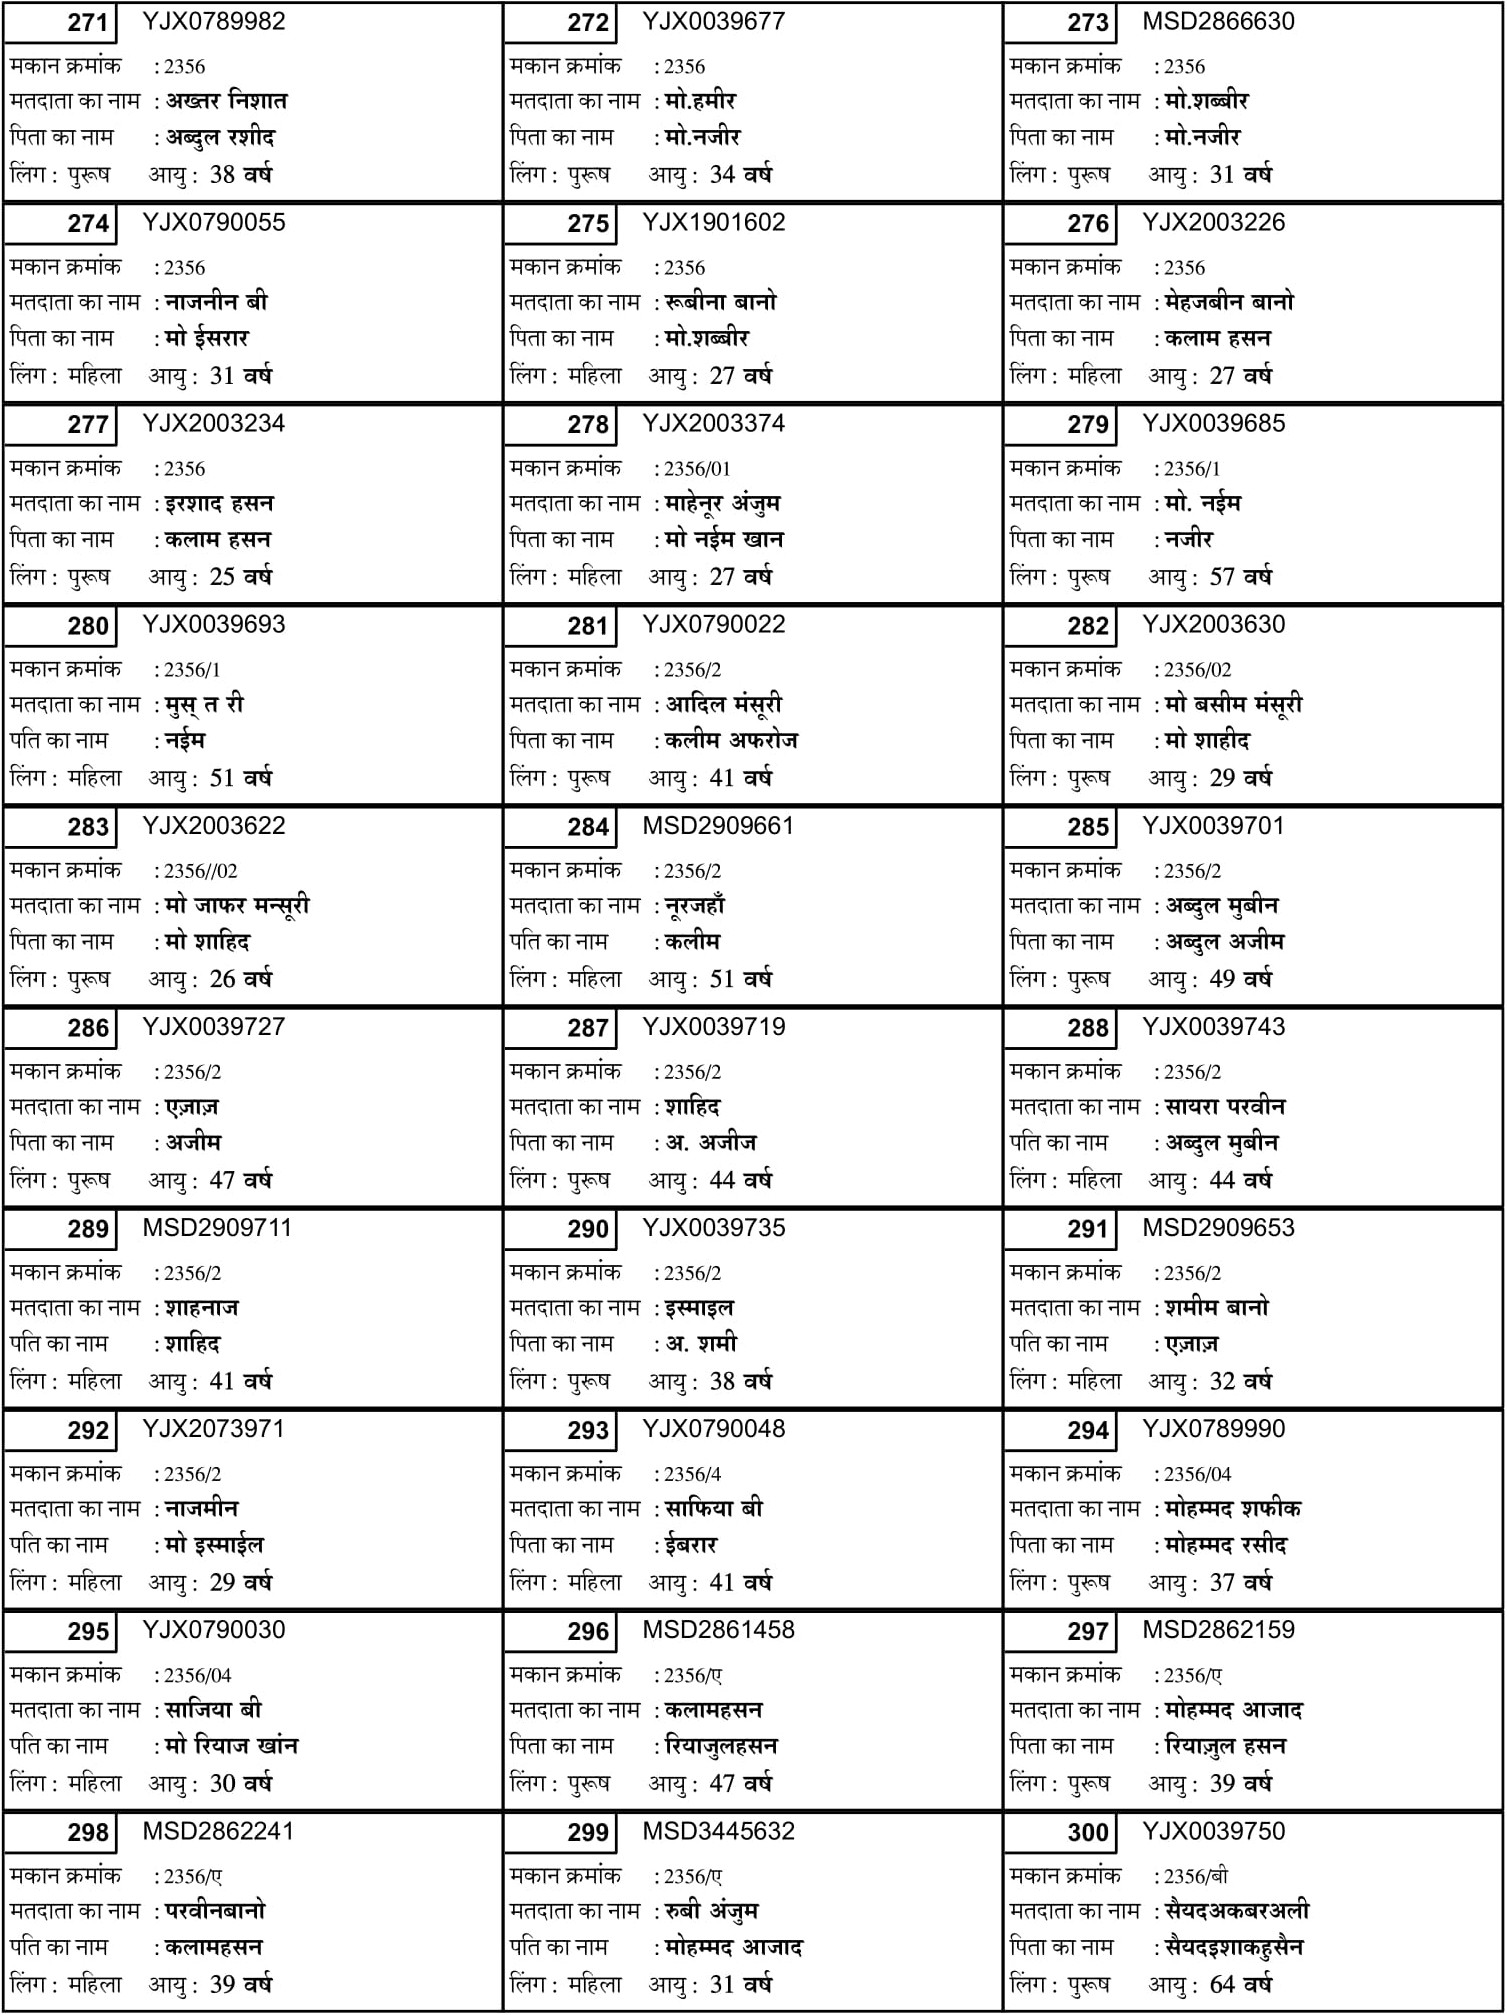 271 YJX0789982
मकान क्रमांक : 2356
मतदाता का नाम : अख्तर निशात
पिता का नाम : अब्दुल रशीद
लिंग : पुरूष आयु : 38 वर्ष
272 YJX0039677
मकान क्रमांक : 2356
मतदाता का नाम : मो.हमीर
पिता का नाम : मो.नजीर
लिंग : पुरूष आयु : 34 वर्ष
273 MSD2866630
मकान क्रमांक : 2356
मतदाता का नाम : मो.शब्बीर
पिता का नाम : मो.नजीर
लिंग : पुरूष आयु : 31 वर्ष
274 YJX0790055
मकान क्रमांक : 2356
मतदाता का नाम : नाजनीन बी
पिता का नाम : मो ईसरार
लिंग : महिला आयु : 31 वर्ष
275 YJX1901602
मकान क्रमांक : 2356
मतदाता का नाम : रूबीना बानो
पिता का नाम : मो.शब्बीर
लिंग : महिला आयु : 27 वर्ष
276 YJX2003226
मकान क्रमांक : 2356
मतदाता का नाम : मेहजबीन बानो
पिता का नाम : कलाम हसन
लिंग : महिला आयु : 27 वर्ष
277 YJX2003234
मकान क्रमांक : 2356
मतदाता का नाम : इरशाद हसन
पिता का नाम : कलाम हसन
लिंग : पुरूष आयु : 25 वर्ष
278 YJX2003374
मकान क्रमांक : 2356/01
मतदाता का नाम : माहेनूर अंजुम
पिता का नाम : मो नईम खान
लिंग : महिला आयु : 27 वर्ष
279 YJX0039685
मकान क्रमांक : 2356/1
मतदाता का नाम : मो. नईम
पिता का नाम : नजीर
लिंग : पुरूष आयु : 57 वर्ष
280 YJX0039693
मकान क्रमांक : 2356/1
मतदाता का नाम : मुस् त री
पति का नाम : नईम
लिंग : महिला आयु : 51 वर्ष
281 YJX0790022
मकान क्रमांक : 2356/2
मतदाता का नाम : आदिल मंसूरी
पिता का नाम : कलीम अफरोज
लिंग : पुरूष आयु : 41 वर्ष
282 YJX2003630
मकान क्रमांक : 2356/02
मतदाता का नाम : मो बसीम मंसूरी
पिता का नाम : मो शाहीद
लिंग : पुरूष आयु : 29 वर्ष
283 YJX2003622
मकान क्रमांक : 2356//02
मतदाता का नाम : मो जाफर मन्सूरी
पिता का नाम : मो शाहिद
लिंग : पुरूष आयु : 26 वर्ष
284 MSD2909661
मकान क्रमांक : 2356/2
मतदाता का नाम : नूरजहाँ
पति का नाम : कलीम
लिंग : महिला आयु : 51 वर्ष
285 YJX0039701
मकान क्रमांक : 2356/2
मतदाता का नाम : अब्दुल मुबीन
पिता का नाम : अब्दुल अजीम
लिंग : पुरूष आयु : 49 वर्ष
286 YJX0039727
मकान क्रमांक : 2356/2
मतदाता का नाम : एज़ाज़
पिता का नाम : अजीम
लिंग : पुरूष आयु : 47 वर्ष
287 YJX0039719
मकान क्रमांक : 2356/2
मतदाता का नाम : शाहिद
पिता का नाम : अ. अजीज
लिंग : पुरूष आयु : 44 वर्ष
288 YJX0039743
मकान क्रमांक : 2356/2
मतदाता का नाम : सायरा परवीन
पति का नाम : अब्दुल मुबीन
लिंग : महिला आयु : 44 वर्ष
289 MSD2909711
मकान क्रमांक : 2356/2
मतदाता का नाम : शाहनाज
पति का नाम : शाहिद
लिंग : महिला आयु : 41 वर्ष
290 YJX0039735
मकान क्रमांक : 2356/2
मतदाता का नाम : इस्माइल
पिता का नाम : अ. शमी
लिंग : पुरूष आयु : 38 वर्ष
291 MSD2909653
मकान क्रमांक : 2356/2
मतदाता का नाम : शमीम बानो
पति का नाम : एज़ाज़
लिंग : महिला आयु : 32 वर्ष
292 YJX2073971
मकान क्रमांक : 2356/2
मतदाता का नाम : नाजमीन
पति का नाम : मो इस्माईल
लिंग : महिला आयु : 29 वर्ष
293 YJX0790048
मकान क्रमांक : 2356/4
मतदाता का नाम : साफिया बी
पिता का नाम : ईबरार
लिंग : महिला आयु : 41 वर्ष
294 YJX0789990
मकान क्रमांक : 2356/04
मतदाता का नाम : मोहम्मद शफीक
पिता का नाम : मोहम्मद रसीद
लिंग : पुरूष आयु : 37 वर्ष
295 YJX0790030
मकान क्रमांक : 2356/04
मतदाता का नाम : साजिया बी
पति का नाम : मो रियाज खांन
लिंग : महिला आयु : 30 वर्ष
296 MSD2861458
मकान क्रमांक : 2356/ए
मतदाता का नाम : कलामहसन
पिता का नाम : रियाजुलहसन
लिंग : पुरूष आयु : 47 वर्ष
297 MSD2862159
मकान क्रमांक : 2356/ए
मतदाता का नाम : मोहम्मद आजाद
पिता का नाम : रियाज़ुल हसन
लिंग : पुरूष आयु : 39 वर्ष
298 MSD2862241
मकान क्रमांक : 2356/ए
मतदाता का नाम : परवीनबानो
पति का नाम : कलामहसन
लिंग : महिला आयु : 39 वर्ष
299 MSD3445632
मकान क्रमांक : 2356/ए
मतदाता का नाम : रुबी अंजुम
पति का नाम : मोहम्मद आजाद
लिंग : महिला आयु : 31 वर्ष
300 YJX0039750
मकान क्रमांक : 2356/बी
मतदाता का नाम : सैयदअकबरअली
पिता का नाम : सैयदइशाकहुसैन
लिंग : पुरूष आयु : 64 वर्ष